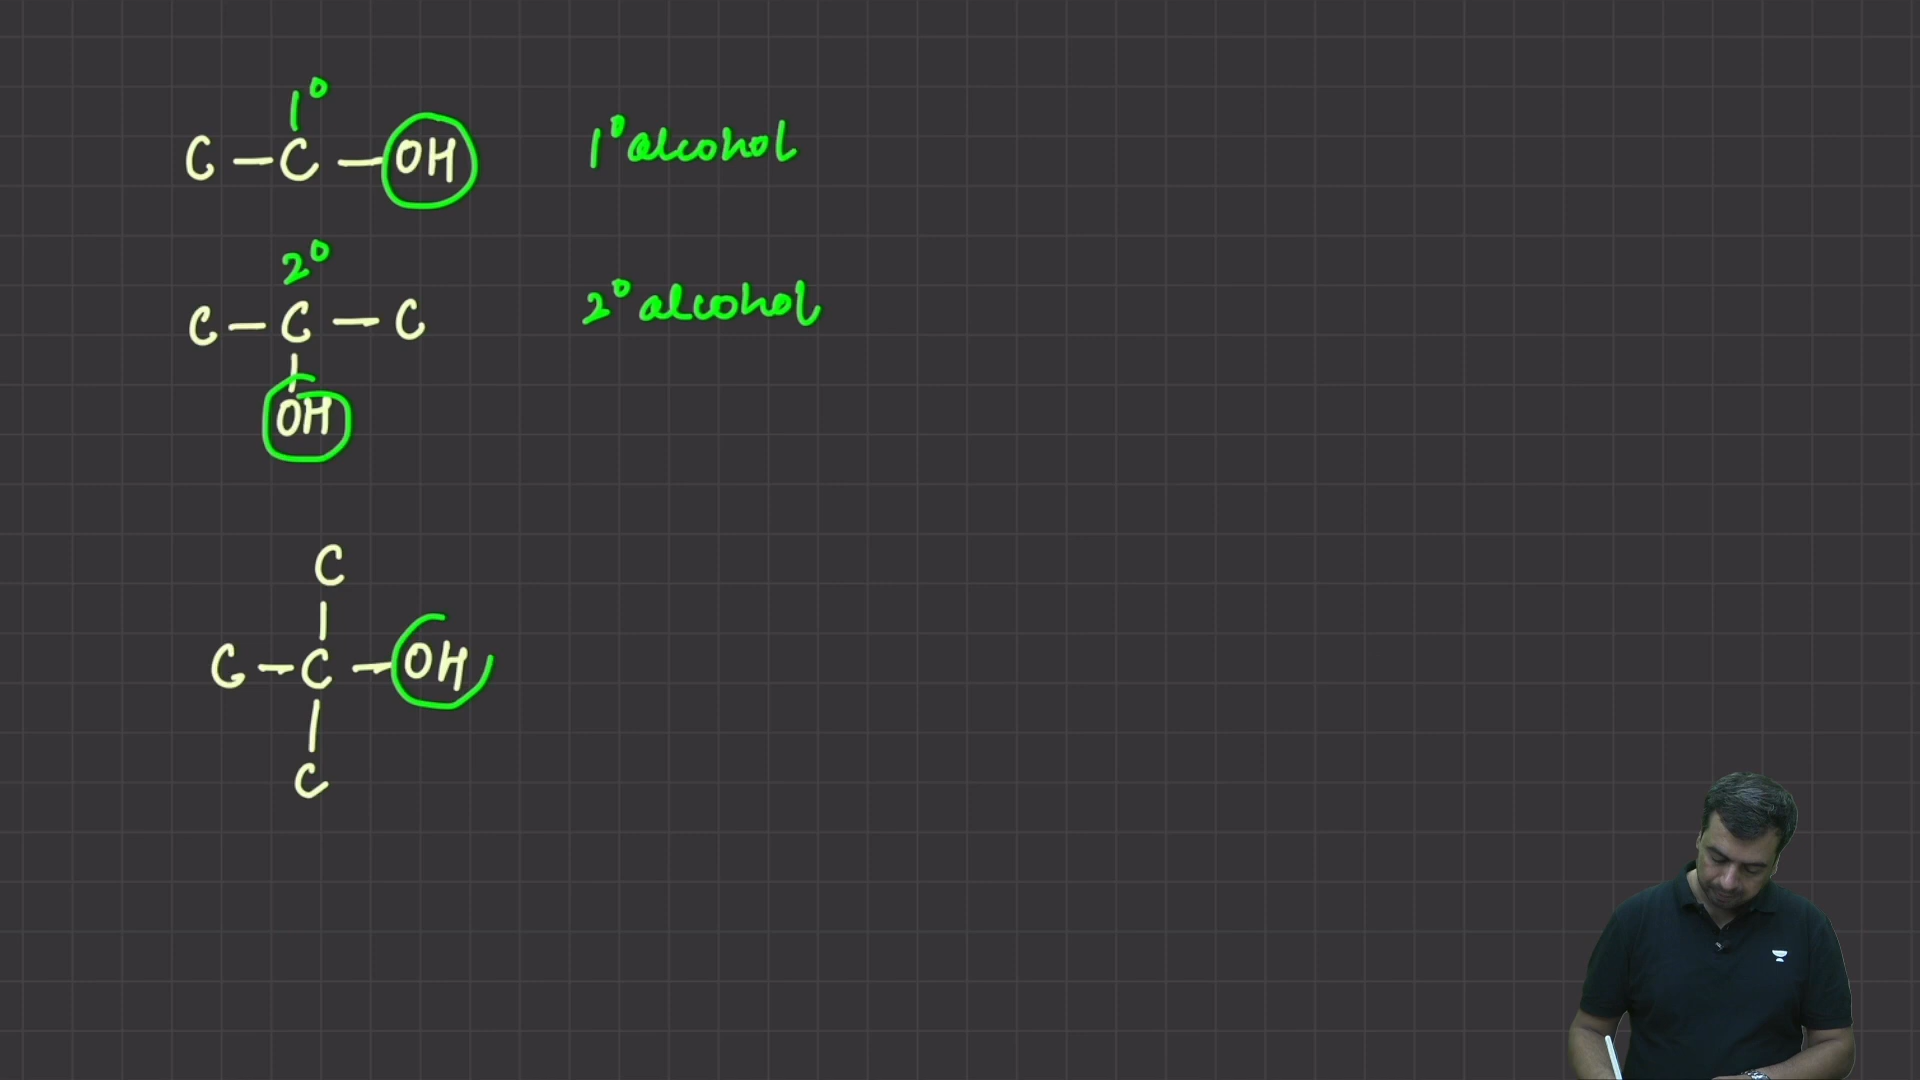 1°
C - C - OH 1° alcohol
2°
C - C - C 2° alcohol
|
OH
C
|
C - C - OH
|
C